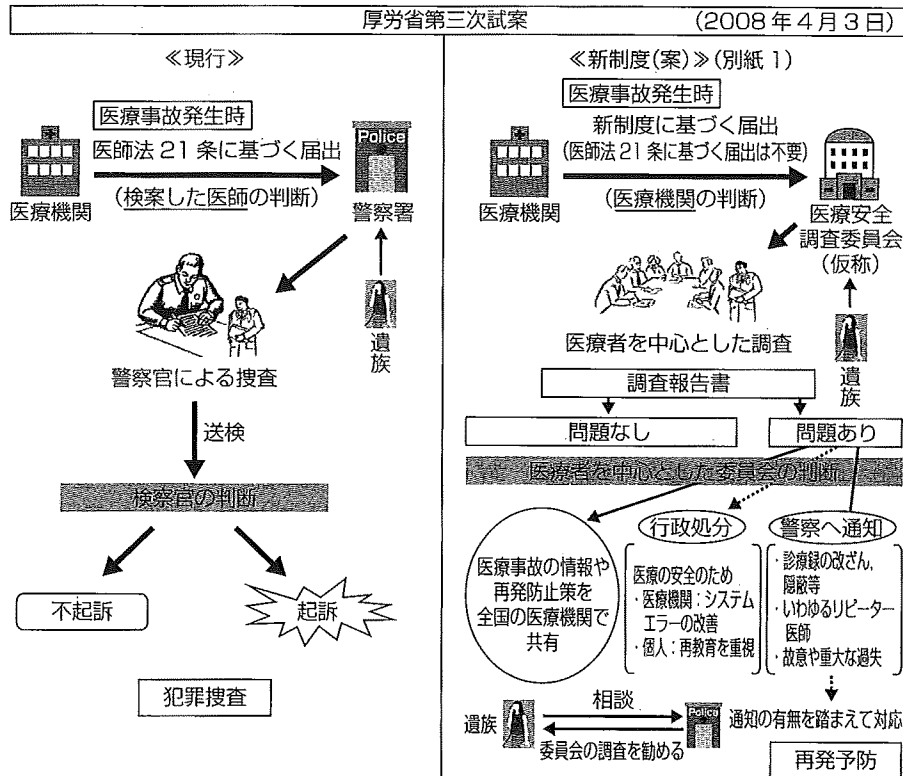 厚労省第三次試案 (2008年4月3日)
≪現行≫
医療事故発生時
医師法21条に基づく届出
(検案した医師の判断)
医療機関
Police
警察署
遺族
警察官による捜査
送検
検察官の判断
不起訴
起訴
犯罪捜査
≪新制度(案)≫(別紙1)
医療事故発生時
新制度に基づく届出
(医師法21条に基づく届出は不要)
(医療機関の判断)
医療機関
医療安全
調査委員会
(仮称)
遺族
医療者を中心とした調査
調査報告書
問題なし
問題あり
医療者を中心とした委員会の判断
医療事故の情報や
再発防止策を
全国の医療機関で
共有
行政処分
医療の安全のため
・医療機関:システム
エラーの改善
・個人:再教育を重視
警察へ通知
・診療録の改ざん,
隠蔽等
・いわゆるリピーター
医師
・故意や重大な過失
遺族
相談
委員会の調査を勧める
Police
通知の有無を踏まえて対応
再発予防